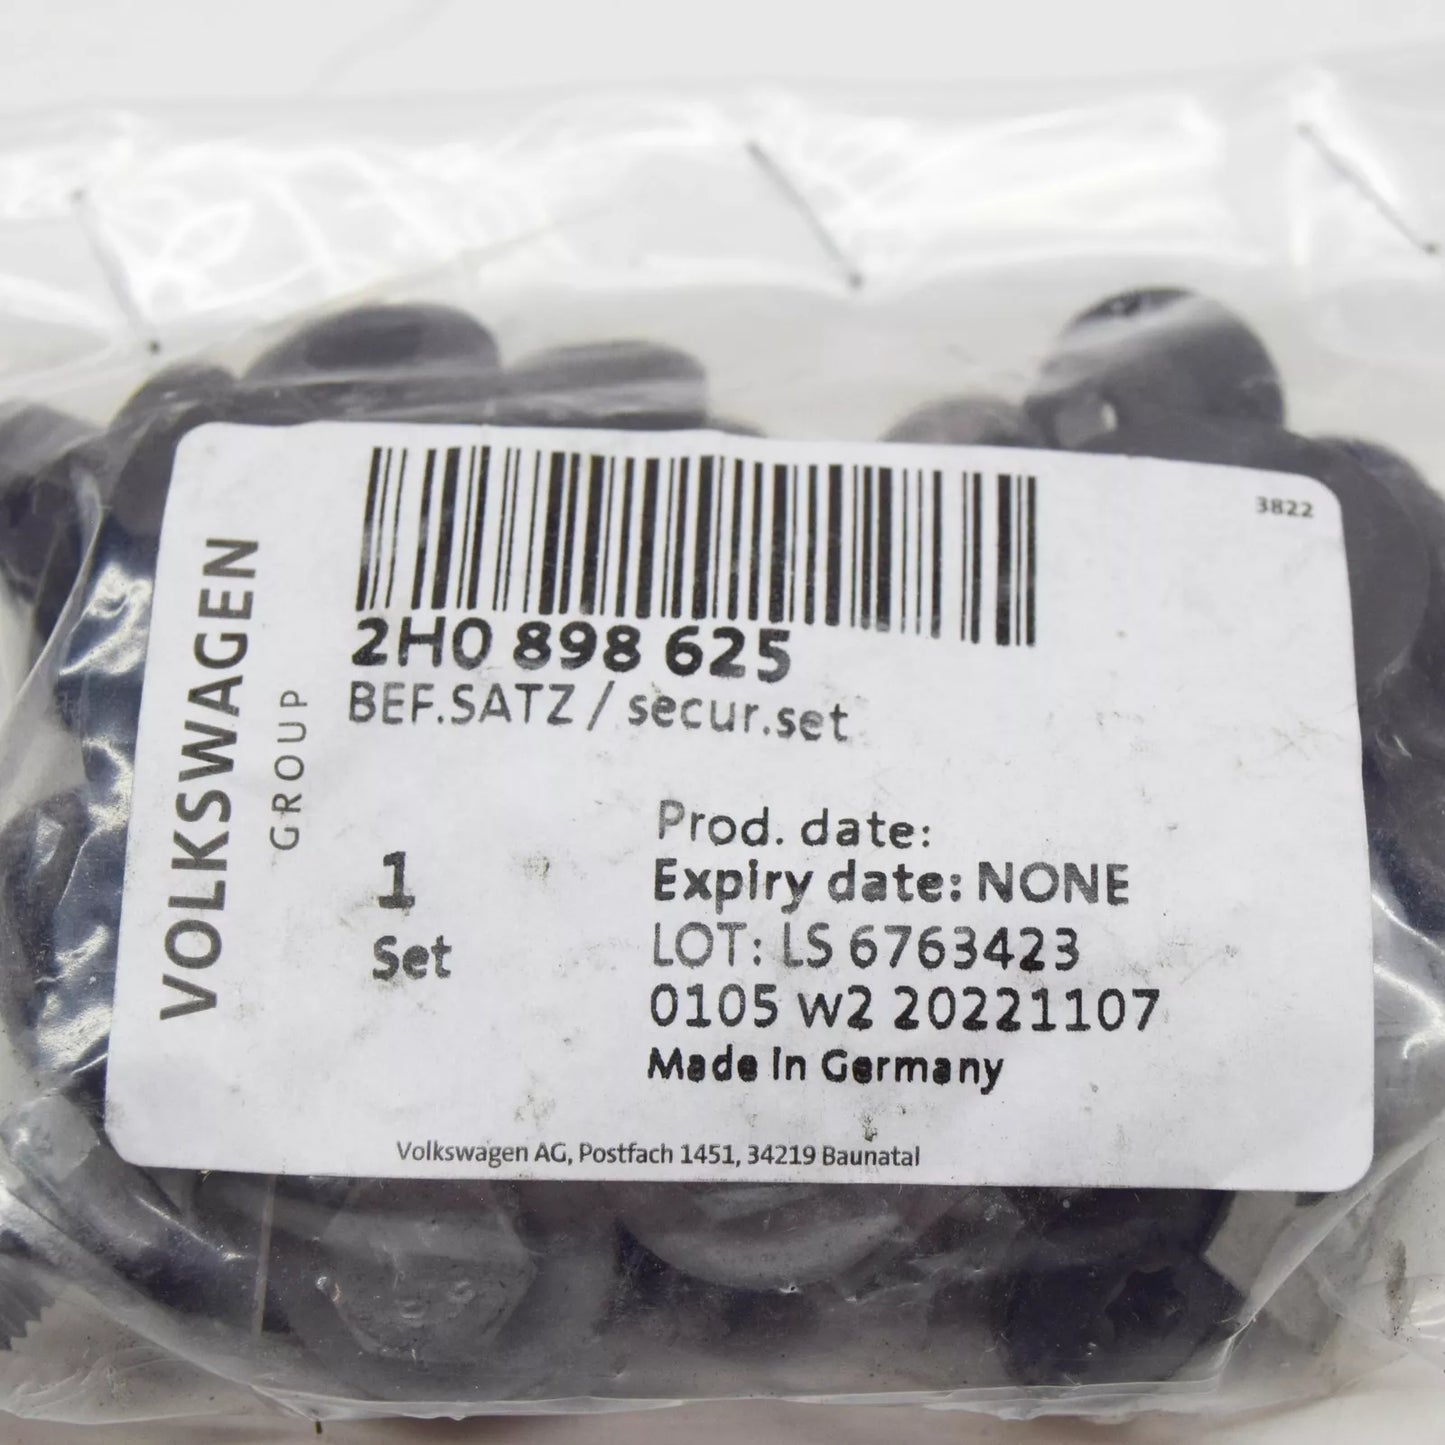 3822
VOLKSWAGEN
GROUP
2H0 898 625
BEF.SATZ / secur.set
1
Set
Prod. date:
Expiry date: NONE
LOT: LS 6763423
0105 W2 20221107
Made in Germany
Volkswagen AG, Postfach 1451, 34219 Baunatal